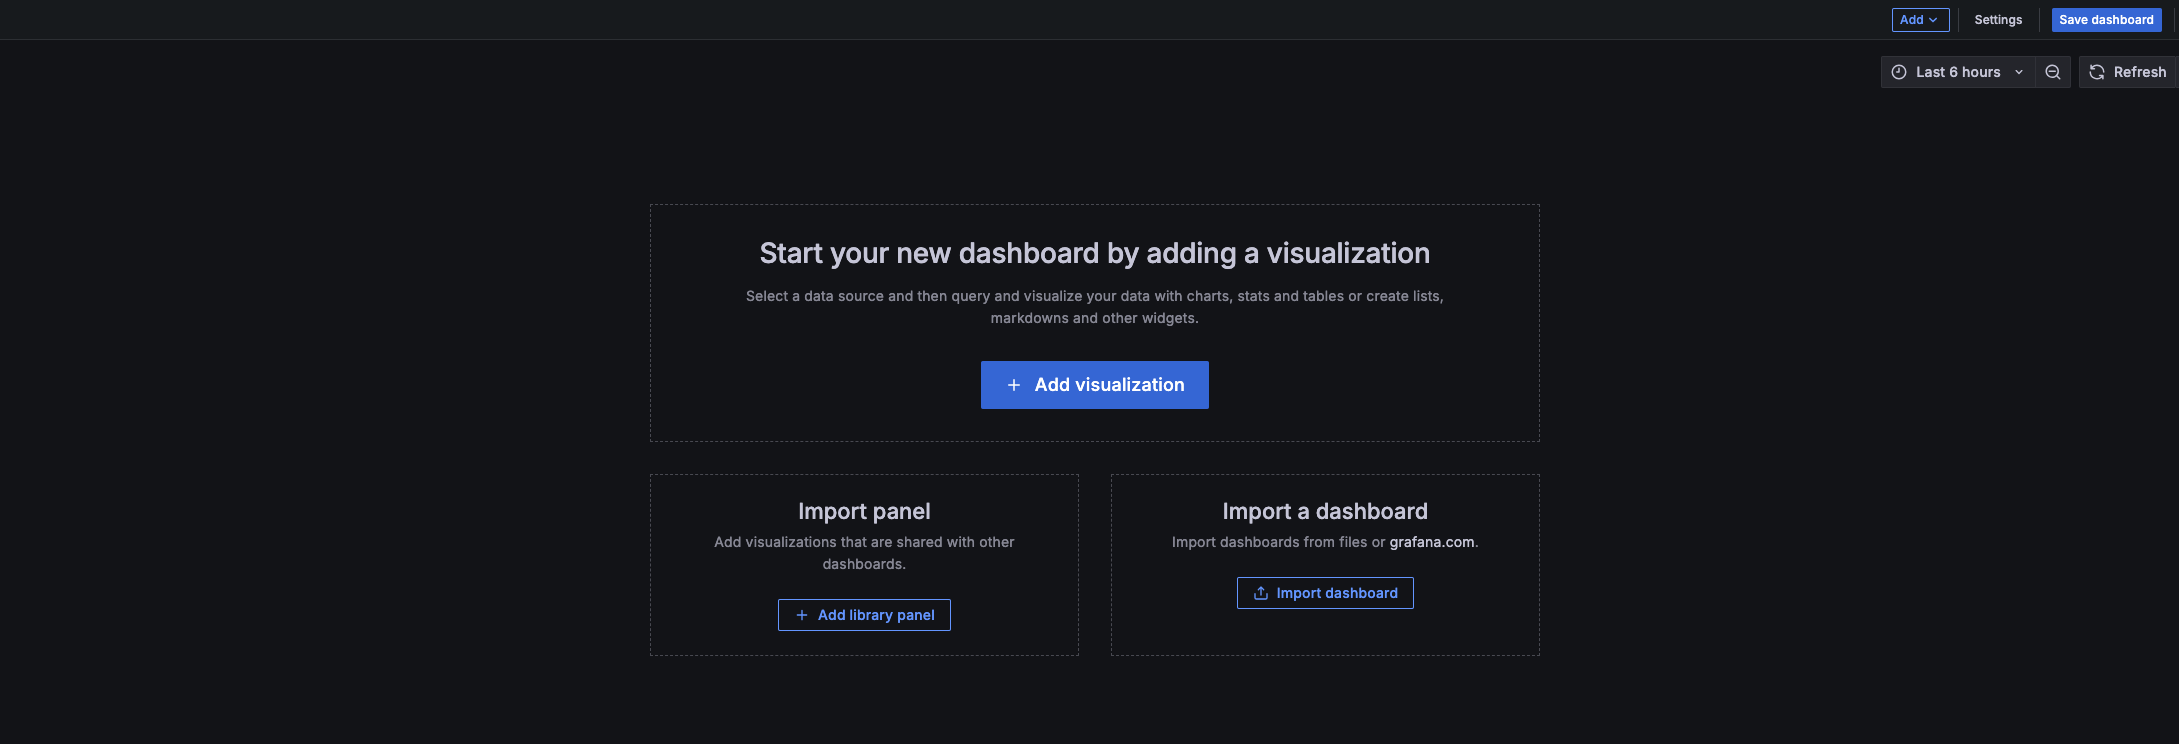 Add
Settings
Save dashboard
Last 6 hours
Refresh
Start your new dashboard by adding a visualization
Select a data source and then query and visualize your data with charts, stats and tables or create lists,
markdowns and other widgets.
Add visualization
Import panel
Add visualizations that are shared with other
dashboards.
Add library panel
Import a dashboard
Import dashboards from files or grafana.com.
Import dashboard